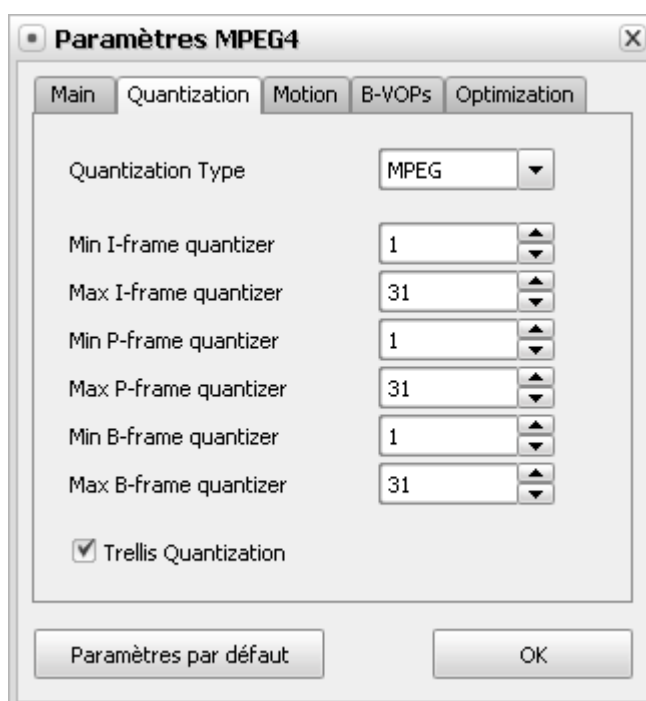 Paramètres MPEG4
Main Quantization Motion B-VOPs Optimization
Quantization Type MPEG
Min I-frame quantizer 1
Max I-frame quantizer 31
Min P-frame quantizer 1
Max P-frame quantizer 31
Min B-frame quantizer 1
Max B-frame quantizer 31
Trellis Quantization
Paramètres par défaut OK